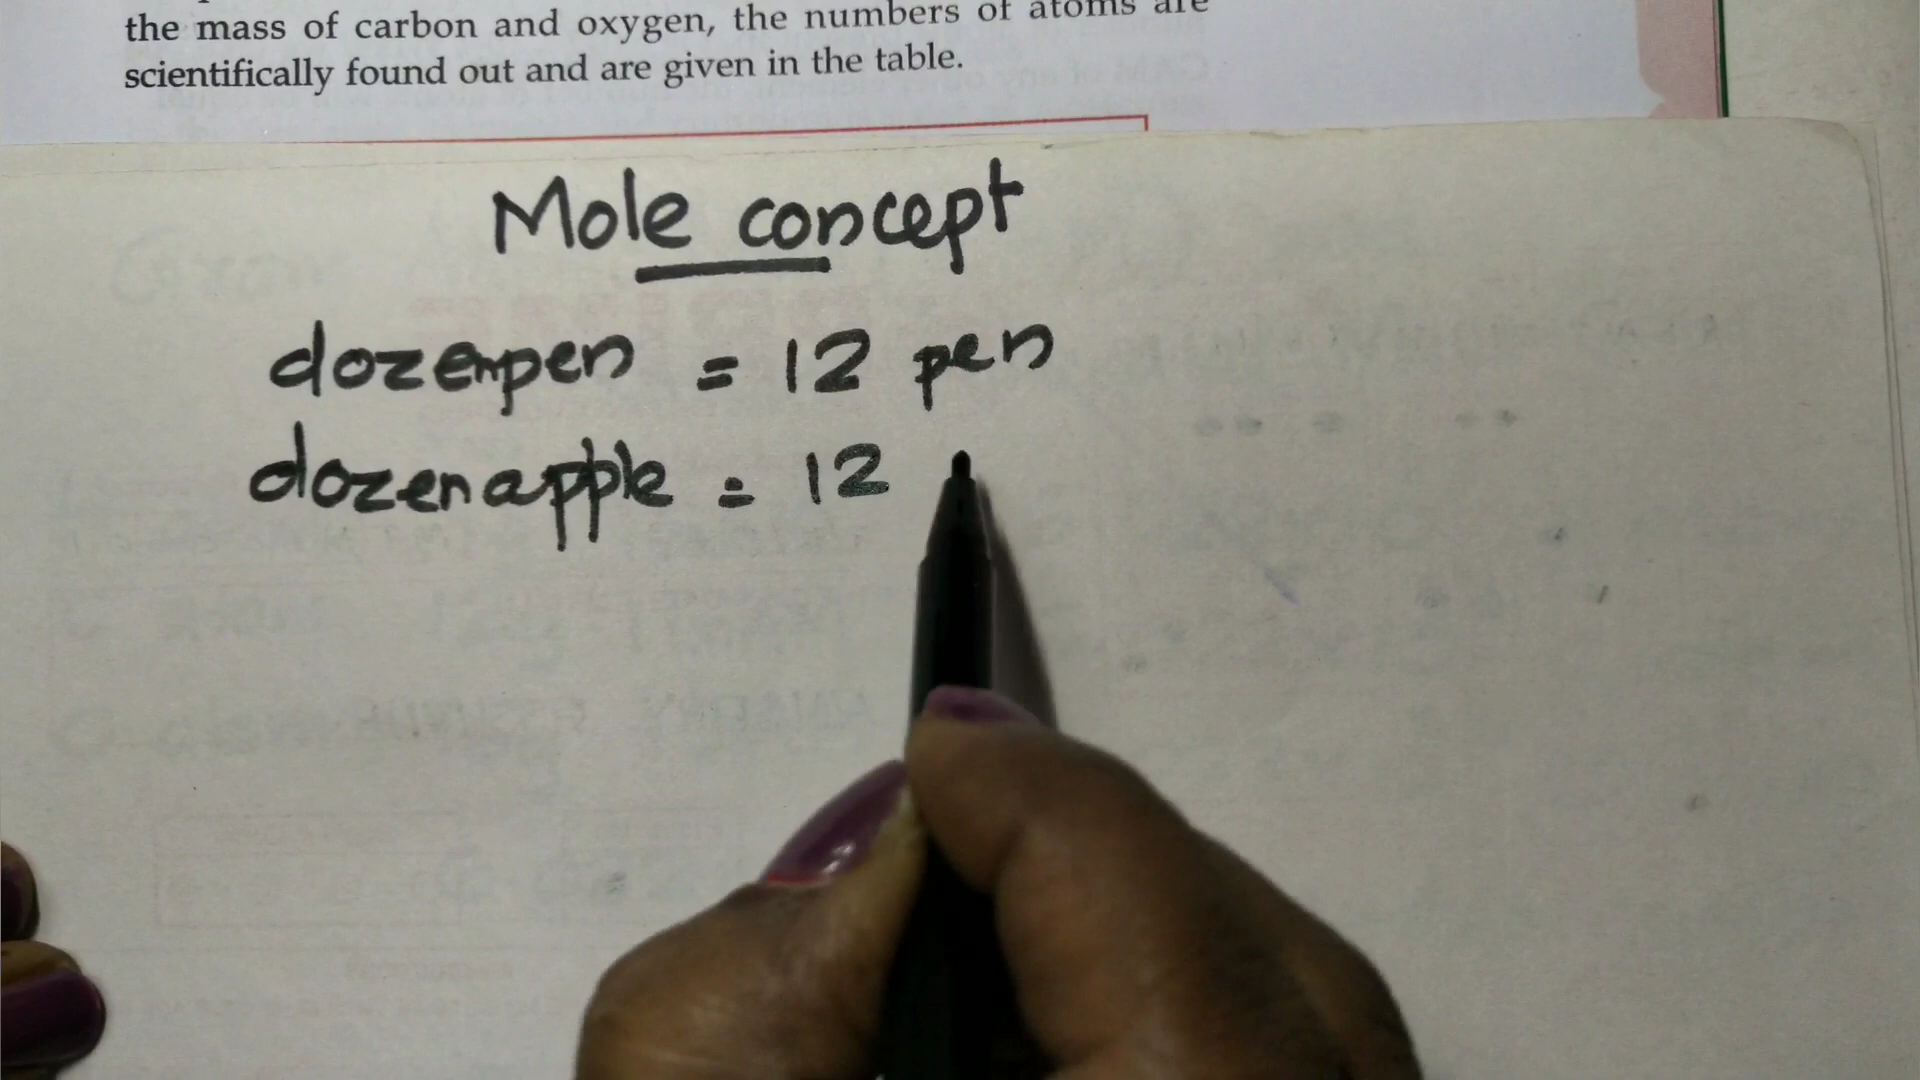 the mass of carbon and oxygen, the numbers of atoms are
scientifically found out and are given in the table.
Mole concept
dozenpen = 12 pen
dozenapple = 12